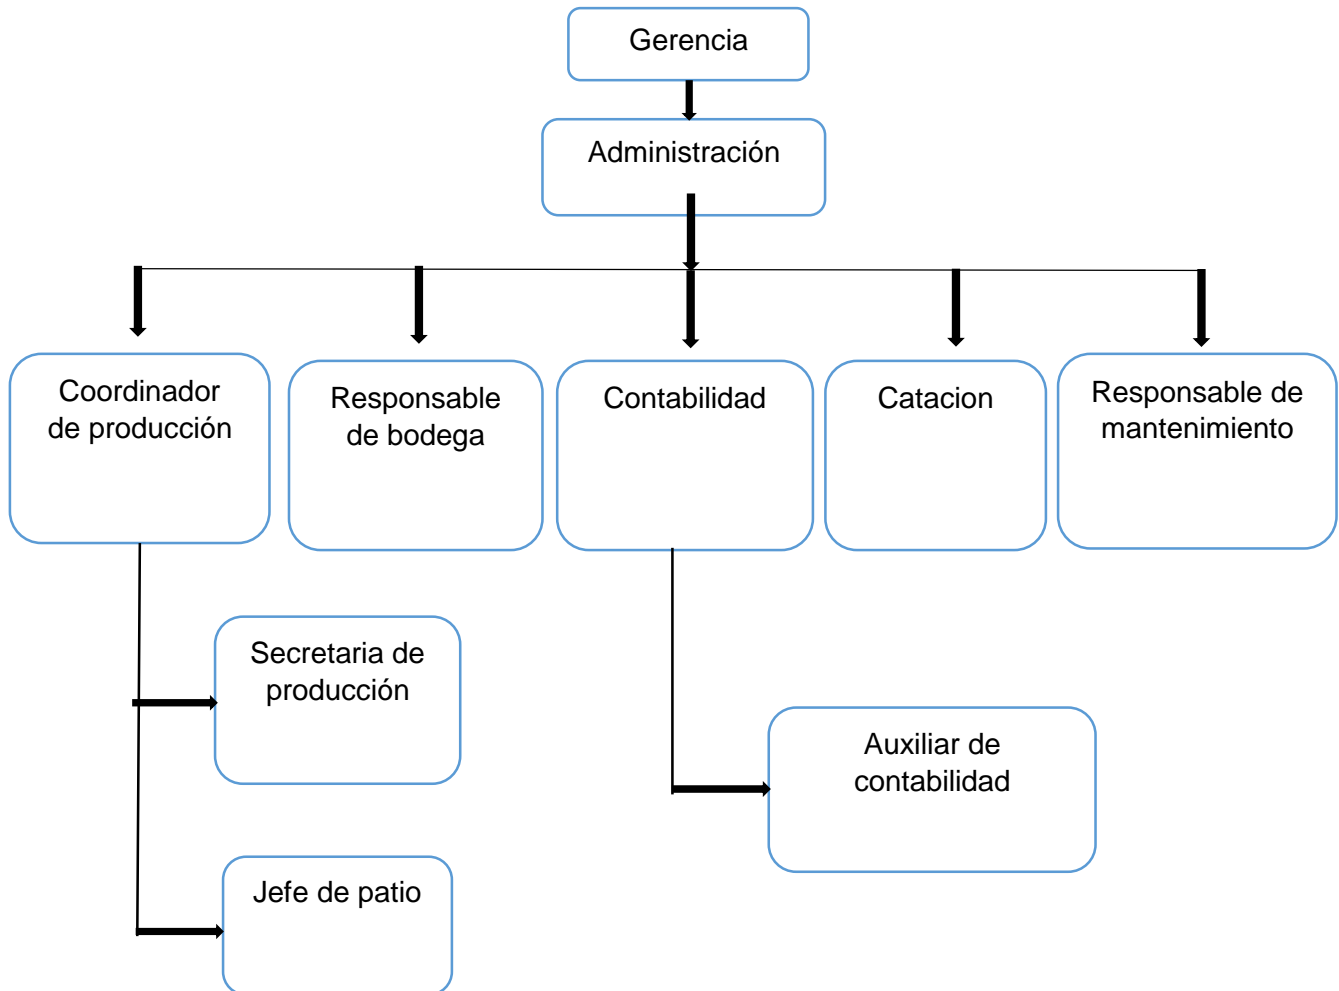 Gerencia
Administración
Coordinador
de producción
Responsable
de bodega
Contabilidad
Catacion
Responsable de
mantenimiento
Secretaria de
producción
Auxiliar de
contabilidad
Jefe de patio